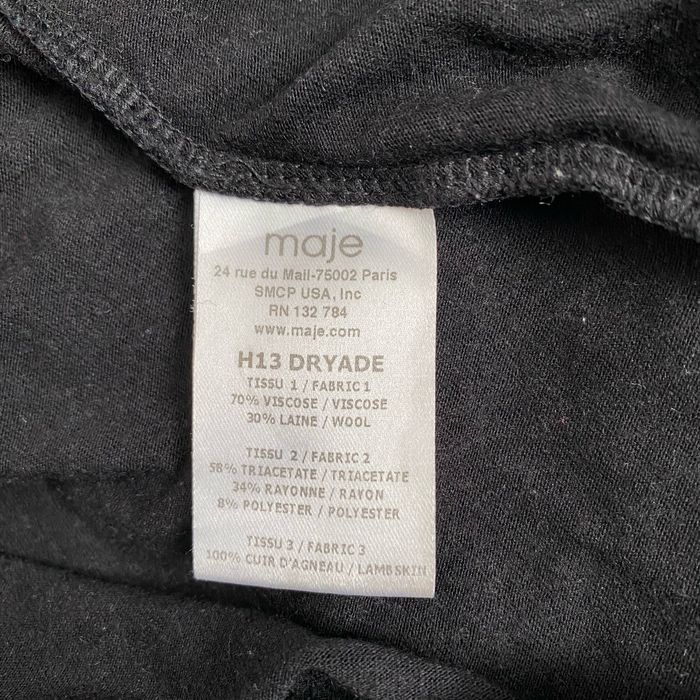 maje
24 rue du Mail-75002 Paris
SMCP USA, Inc
RN 132 784
www.maje.com
H13 DRYADE
TISSU 1 / FABRIC 1
70% VISCOSE / VISCOSE
30% LAINE / WOOL
TISSU 2 / FABRIC 2
58% TRIACETATE / TRIACETATE
34% RAYONNE / RAYON
8% POLYESTER / POLYESTER
TISSU 3 / FABRIC 3
100% CUIR D'AGNEAU / LAMBSKIN